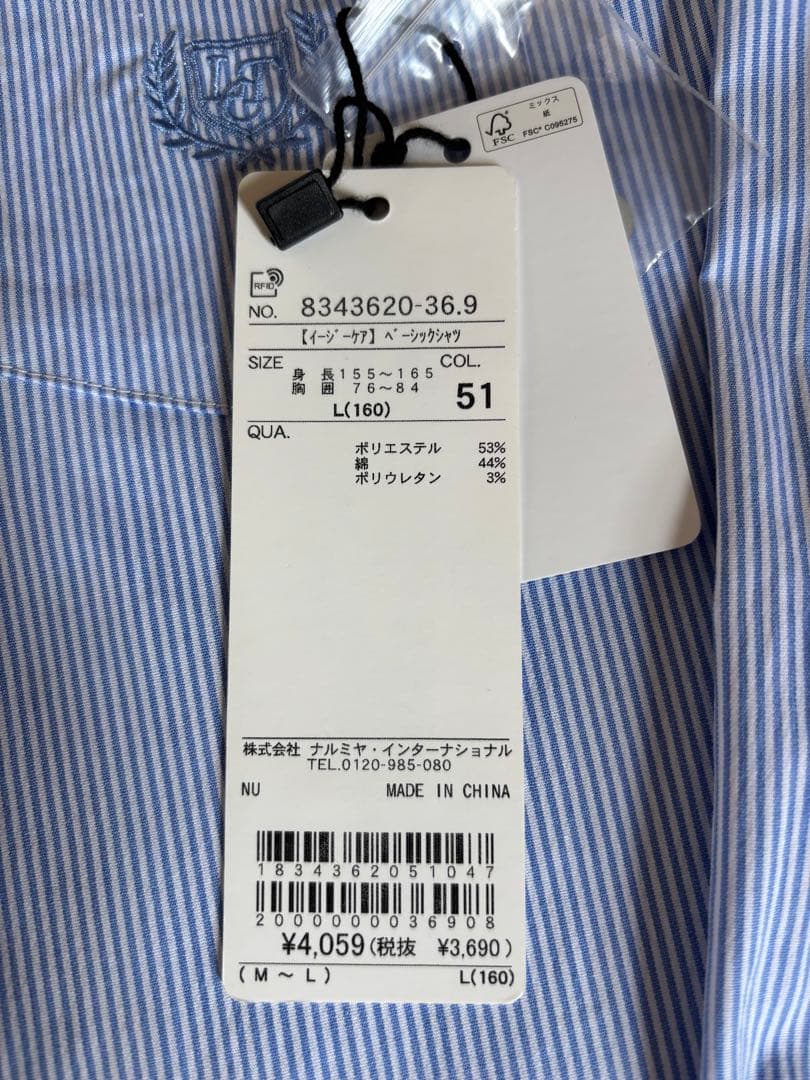 ミックス
紙
FSC
FSC® C095275
RFID
NO. 8343620-36.9
【ｲｰｼﾞｰｹｱ】ﾍﾞｰｼｯｸｼｬﾂ
SIZE COL.
身 長 155～165
胸 囲 76～84
L(160) 51
QUA.
ポリエステル 53%
綿 44%
ポリウレタン 3%
株式会社 ナルミヤ・インターナショナル
TEL.0120-985-080
NU MADE IN CHINA
1834362051047
2000000036908
¥4,059(税抜 ¥3,690)
(M ～ L) L(160)